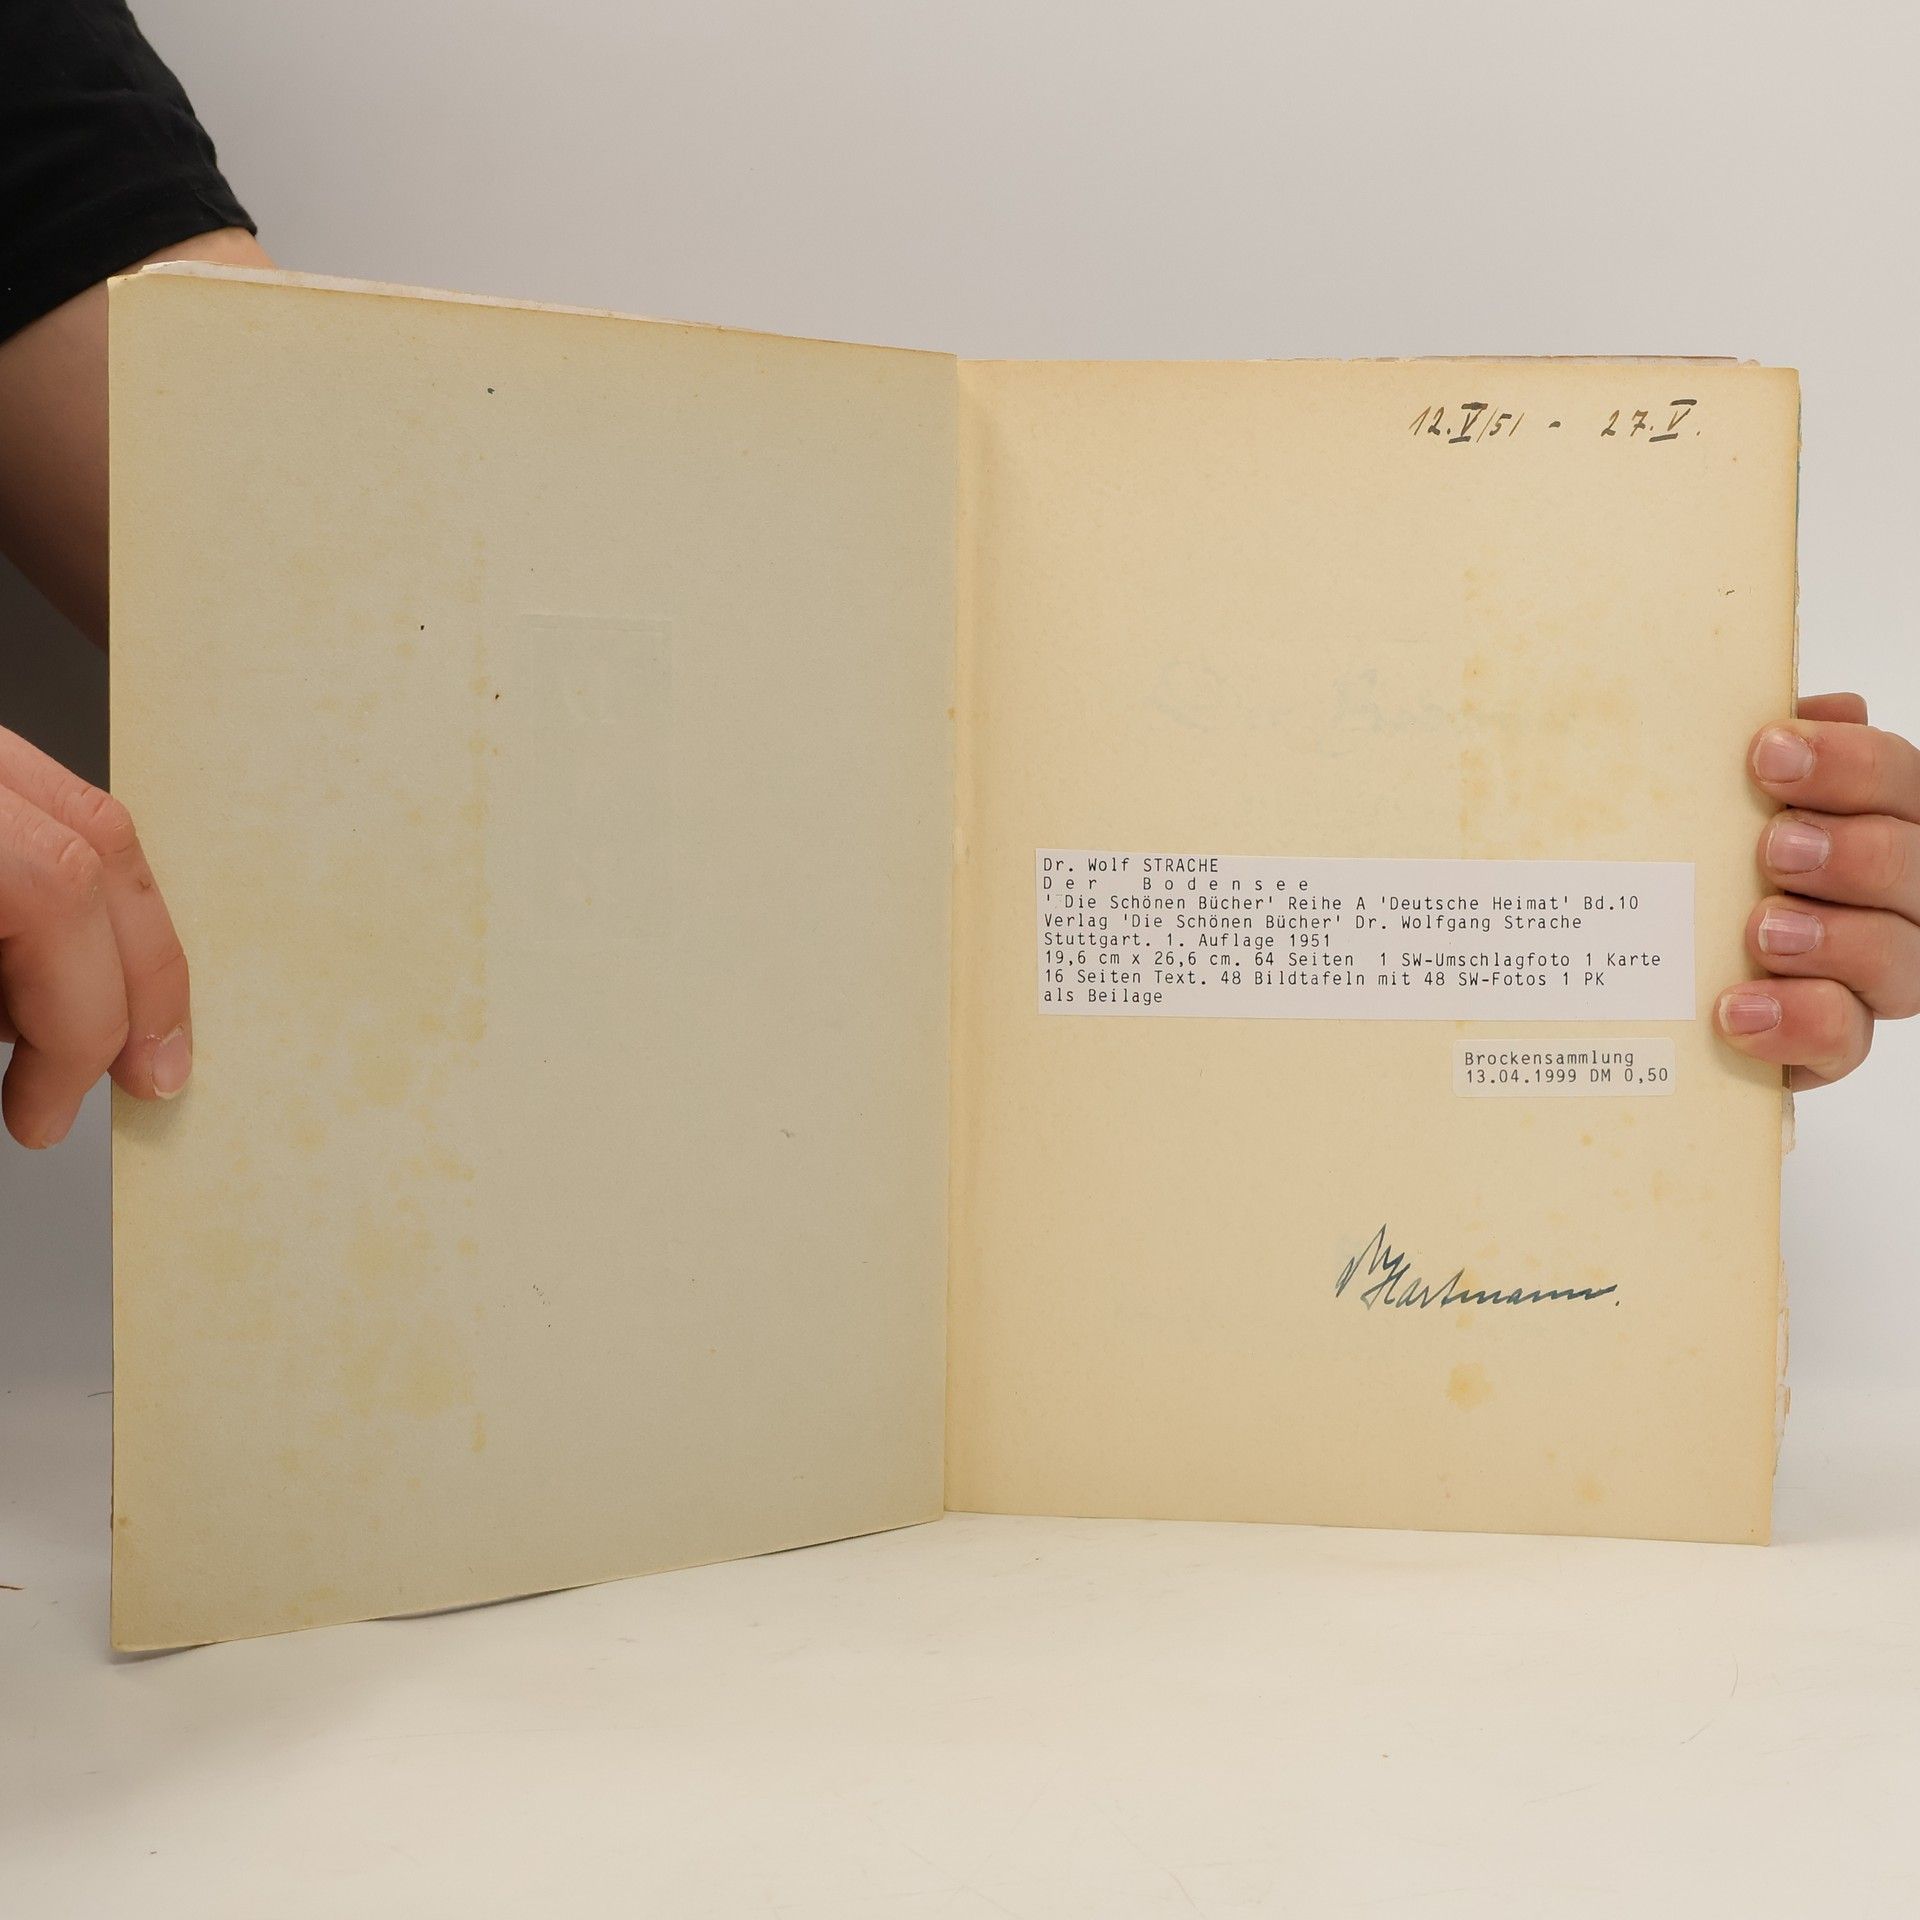 12.V/51 - 27.V.
Dr. Wolf STRACHE
D e r   B o d e n s e e
' Die Schönen Bücher' Reihe A 'Deutsche Heimat' Bd.10
Verlag 'Die Schönen Bücher' Dr. Wolfgang Strache
Stuttgart. 1. Auflage 1951
19,6 cm x 26,6 cm. 64 Seiten  1 SW-Umschlagfoto 1 Karte
16 Seiten Text. 48 Bildtafeln mit 48 SW-Fotos 1 PK
als Beilage
Brockensammlung
13.04.1999 DM 0,50
Hartmann.